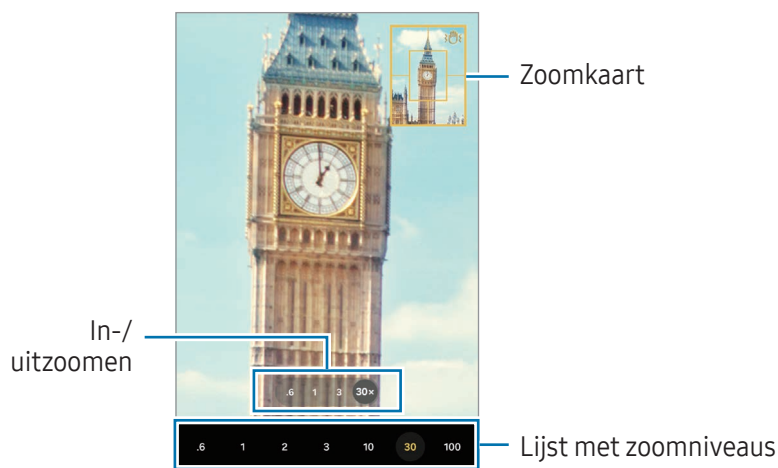 Zoomkaart
In-/
uitzoomen
.6 1 3 30×
.6 1 2 3 10 30 100
Lijst met zoomniveaus